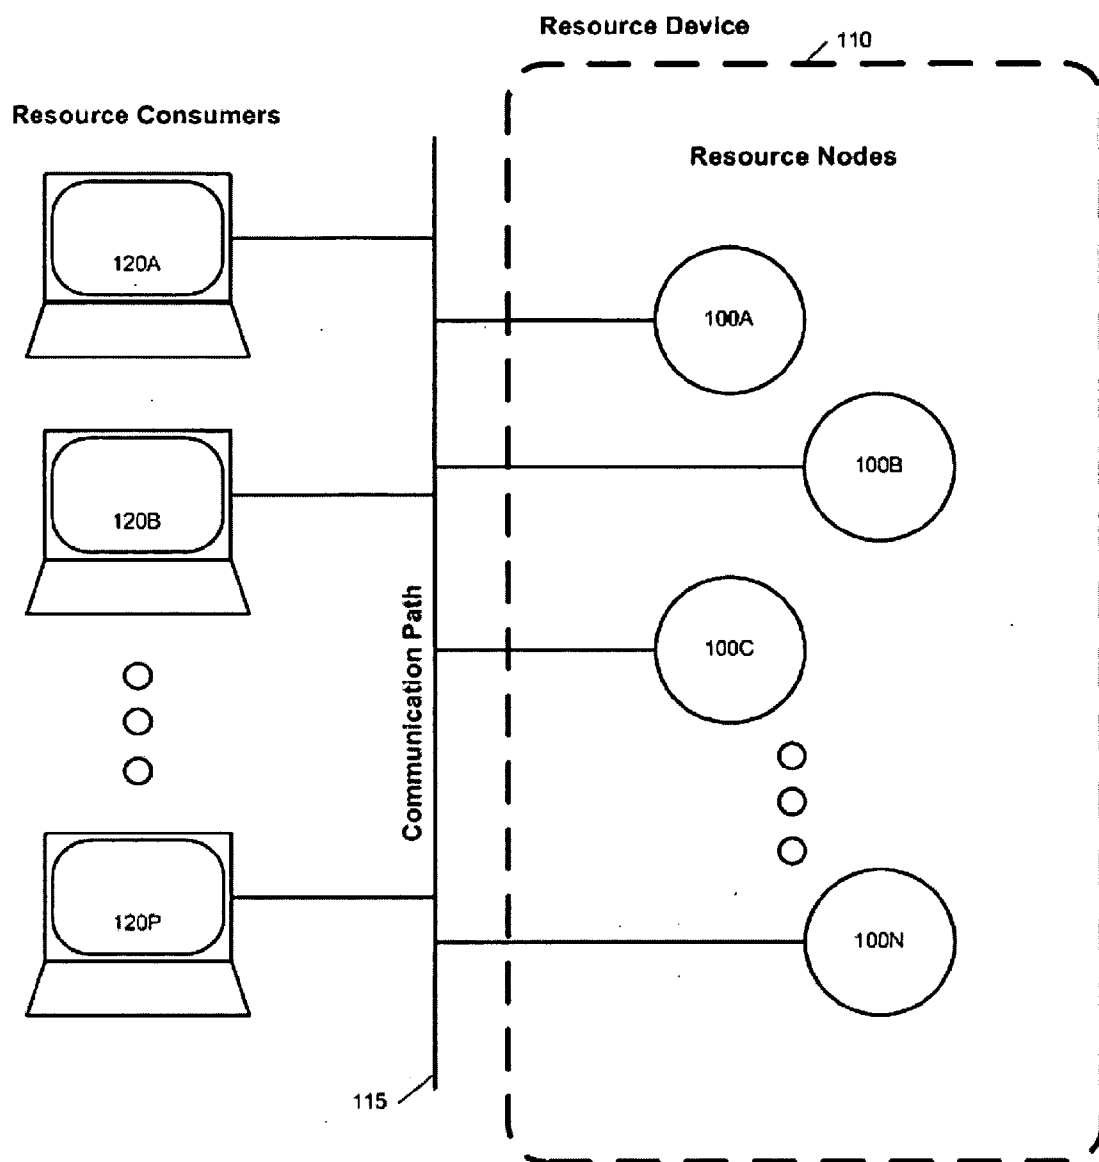 Resource Device
110
Resource Consumers
Resource Nodes
120A
100A
120B
100B
Communication Path
100C
120P
100N
115